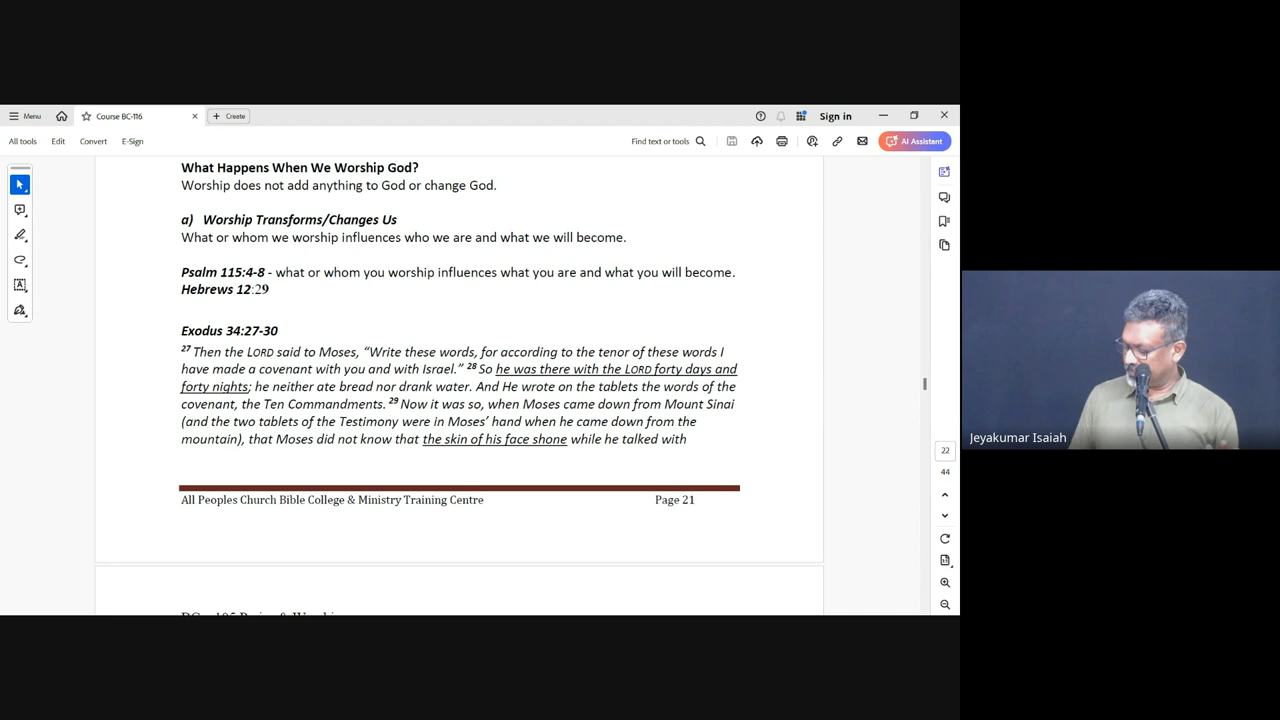 Menu
Course BC-116
Create
Sign in
All tools
Edit
Convert
E-Sign
Find text or tools
AI Assistant
What Happens When We Worship God?
Worship does not add anything to God or change God.
a) Worship Transforms/Changes Us
What or whom we worship influences who we are and what we will become.
Psalm 115:4-8 - what or whom you worship influences what you are and what you will become.
Hebrews 12:29
Exodus 34:27-30
27 Then the LORD said to Moses, “Write these words, for according to the tenor of these words I
have made a covenant with you and with Israel.” 28 So he was there with the LORD forty days and
forty nights; he neither ate bread nor drank water. And He wrote on the tablets the words of the
covenant, the Ten Commandments. 29 Now it was so, when Moses came down from Mount Sinai
(and the two tablets of the Testimony were in Moses’ hand when he came down from the
mountain), that Moses did not know that the skin of his face shone while he talked with
All Peoples Church Bible College & Ministry Training Centre Page 21
22
44
Jeyakumar Isaiah